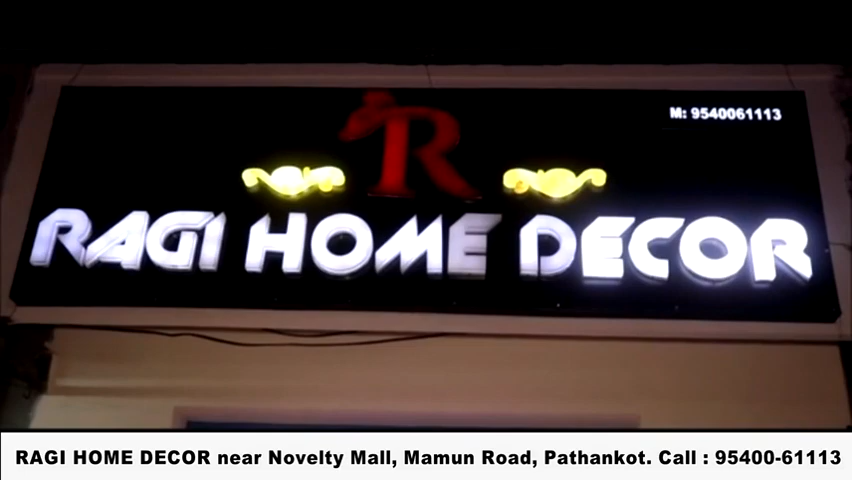 R
M: 9540061113
RAGI HOME DECOR
RAGI HOME DECOR near Novelty Mall, Mamun Road, Pathankot. Call : 95400-61113